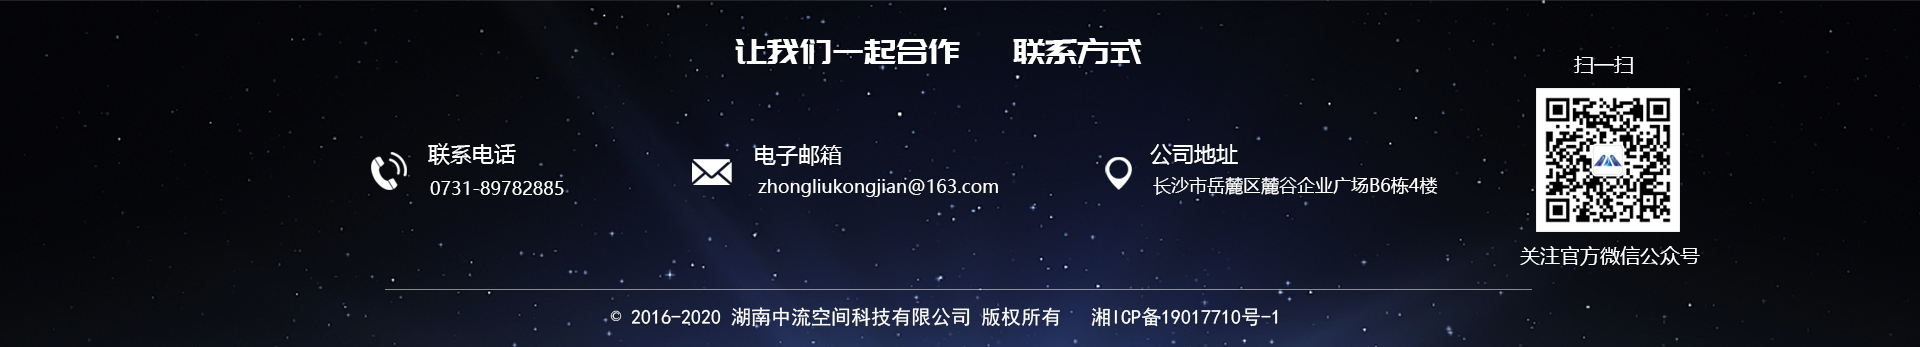 让我们一起合作 联系方式
扫一扫
联系电话
0731-89782885
电子邮箱
zhongliukongjian@163.com
公司地址
长沙市岳麓区麓谷企业广场B6栋4楼
关注官方微信公众号
© 2016-2020 湖南中流空间科技有限公司 版权所有 湘ICP备19017710号-1